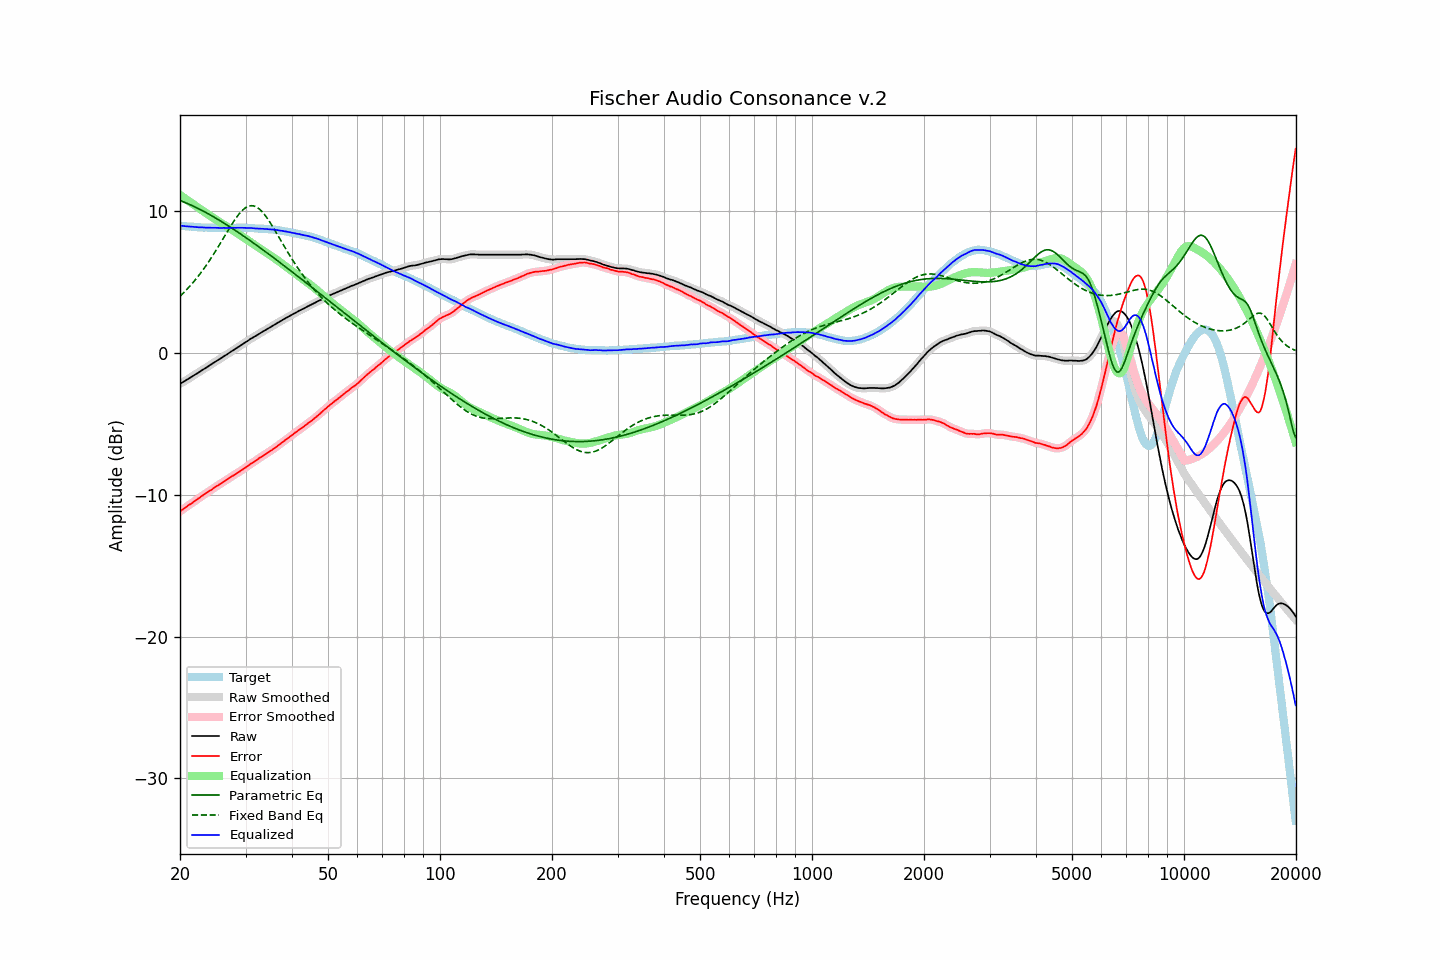 Fischer Audio Consonance v.2
Amplitude (dBr)
10
0
−10
−20
−30
Target
Raw Smoothed
Error Smoothed
Raw
Error
Equalization
Parametric Eq
Fixed Band Eq
Equalized
20 50 100 200 500 1000 2000 5000 10000 20000
Frequency (Hz)